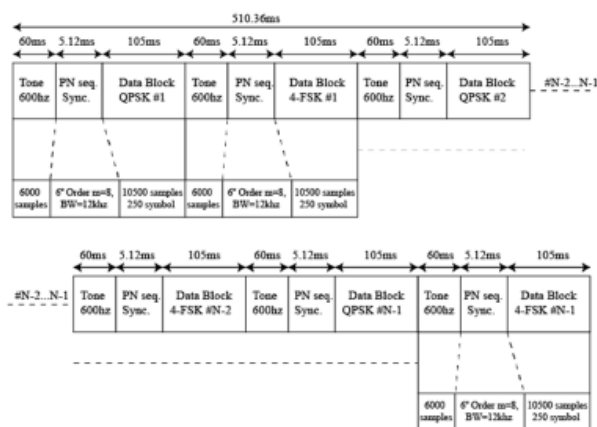 510.36ms
60ms 5.12ms 105ms 60ms 5.12ms 105ms 60ms 5.12ms 105ms
Tone PN seq. Data Block Tone PN seq. Data Block Tone PN seq. Data Block
600hz Sync. QPSK #1 600hz Sync. 4-FSK #1 600hz Sync. QPSK #2
#N-2...N-1
6000 6º Order m=8, 10500 samples 6000 6º Order m=8, 10500 samples
samples BW=12khz 250 symbol samples BW=12khz 250 symbol
60ms 5.12ms 105ms 60ms 5.12ms 105ms 60ms 5.12ms 105ms
#N-2...N-1
Tone PN seq. Data Block Tone PN seq. Data Block Tone PN seq. Data Block
600hz Sync. 4-FSK #N-2 600hz Sync. QPSK #N-1 600hz Sync. 4-FSK #N-1
6000 6º Order m=8, 10500 samples
samples BW=12khz 250 symbol